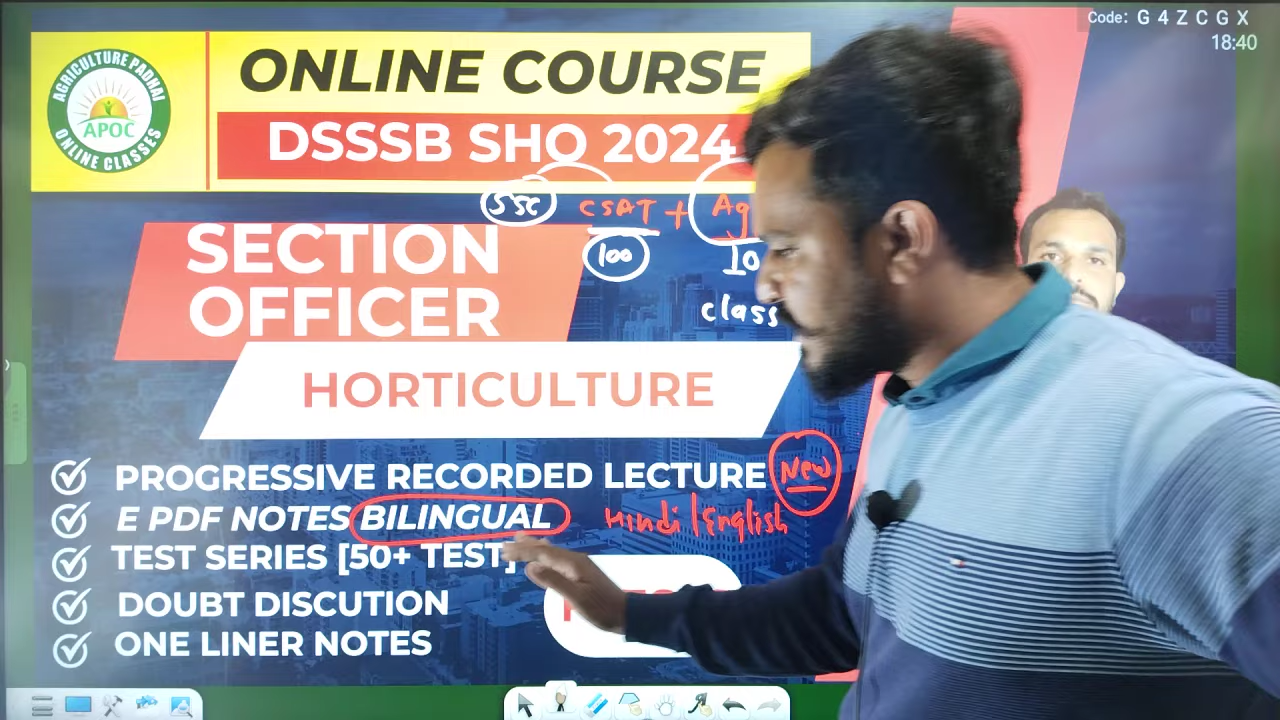 Code: G 4 Z C G X
18:40
AGRICULTURE PADHAI
APOC
ONLINE CLASSES
ONLINE COURSE
DSSSB SHO 2024
SSC CSAT + Ag
100 10
class
SECTION
OFFICER
HORTICULTURE
PROGRESSIVE RECORDED LECTURE New
E PDF NOTES BILINGUAL Hindi/English
TEST SERIES [50+ TEST]
DOUBT DISCUTION
ONE LINER NOTES